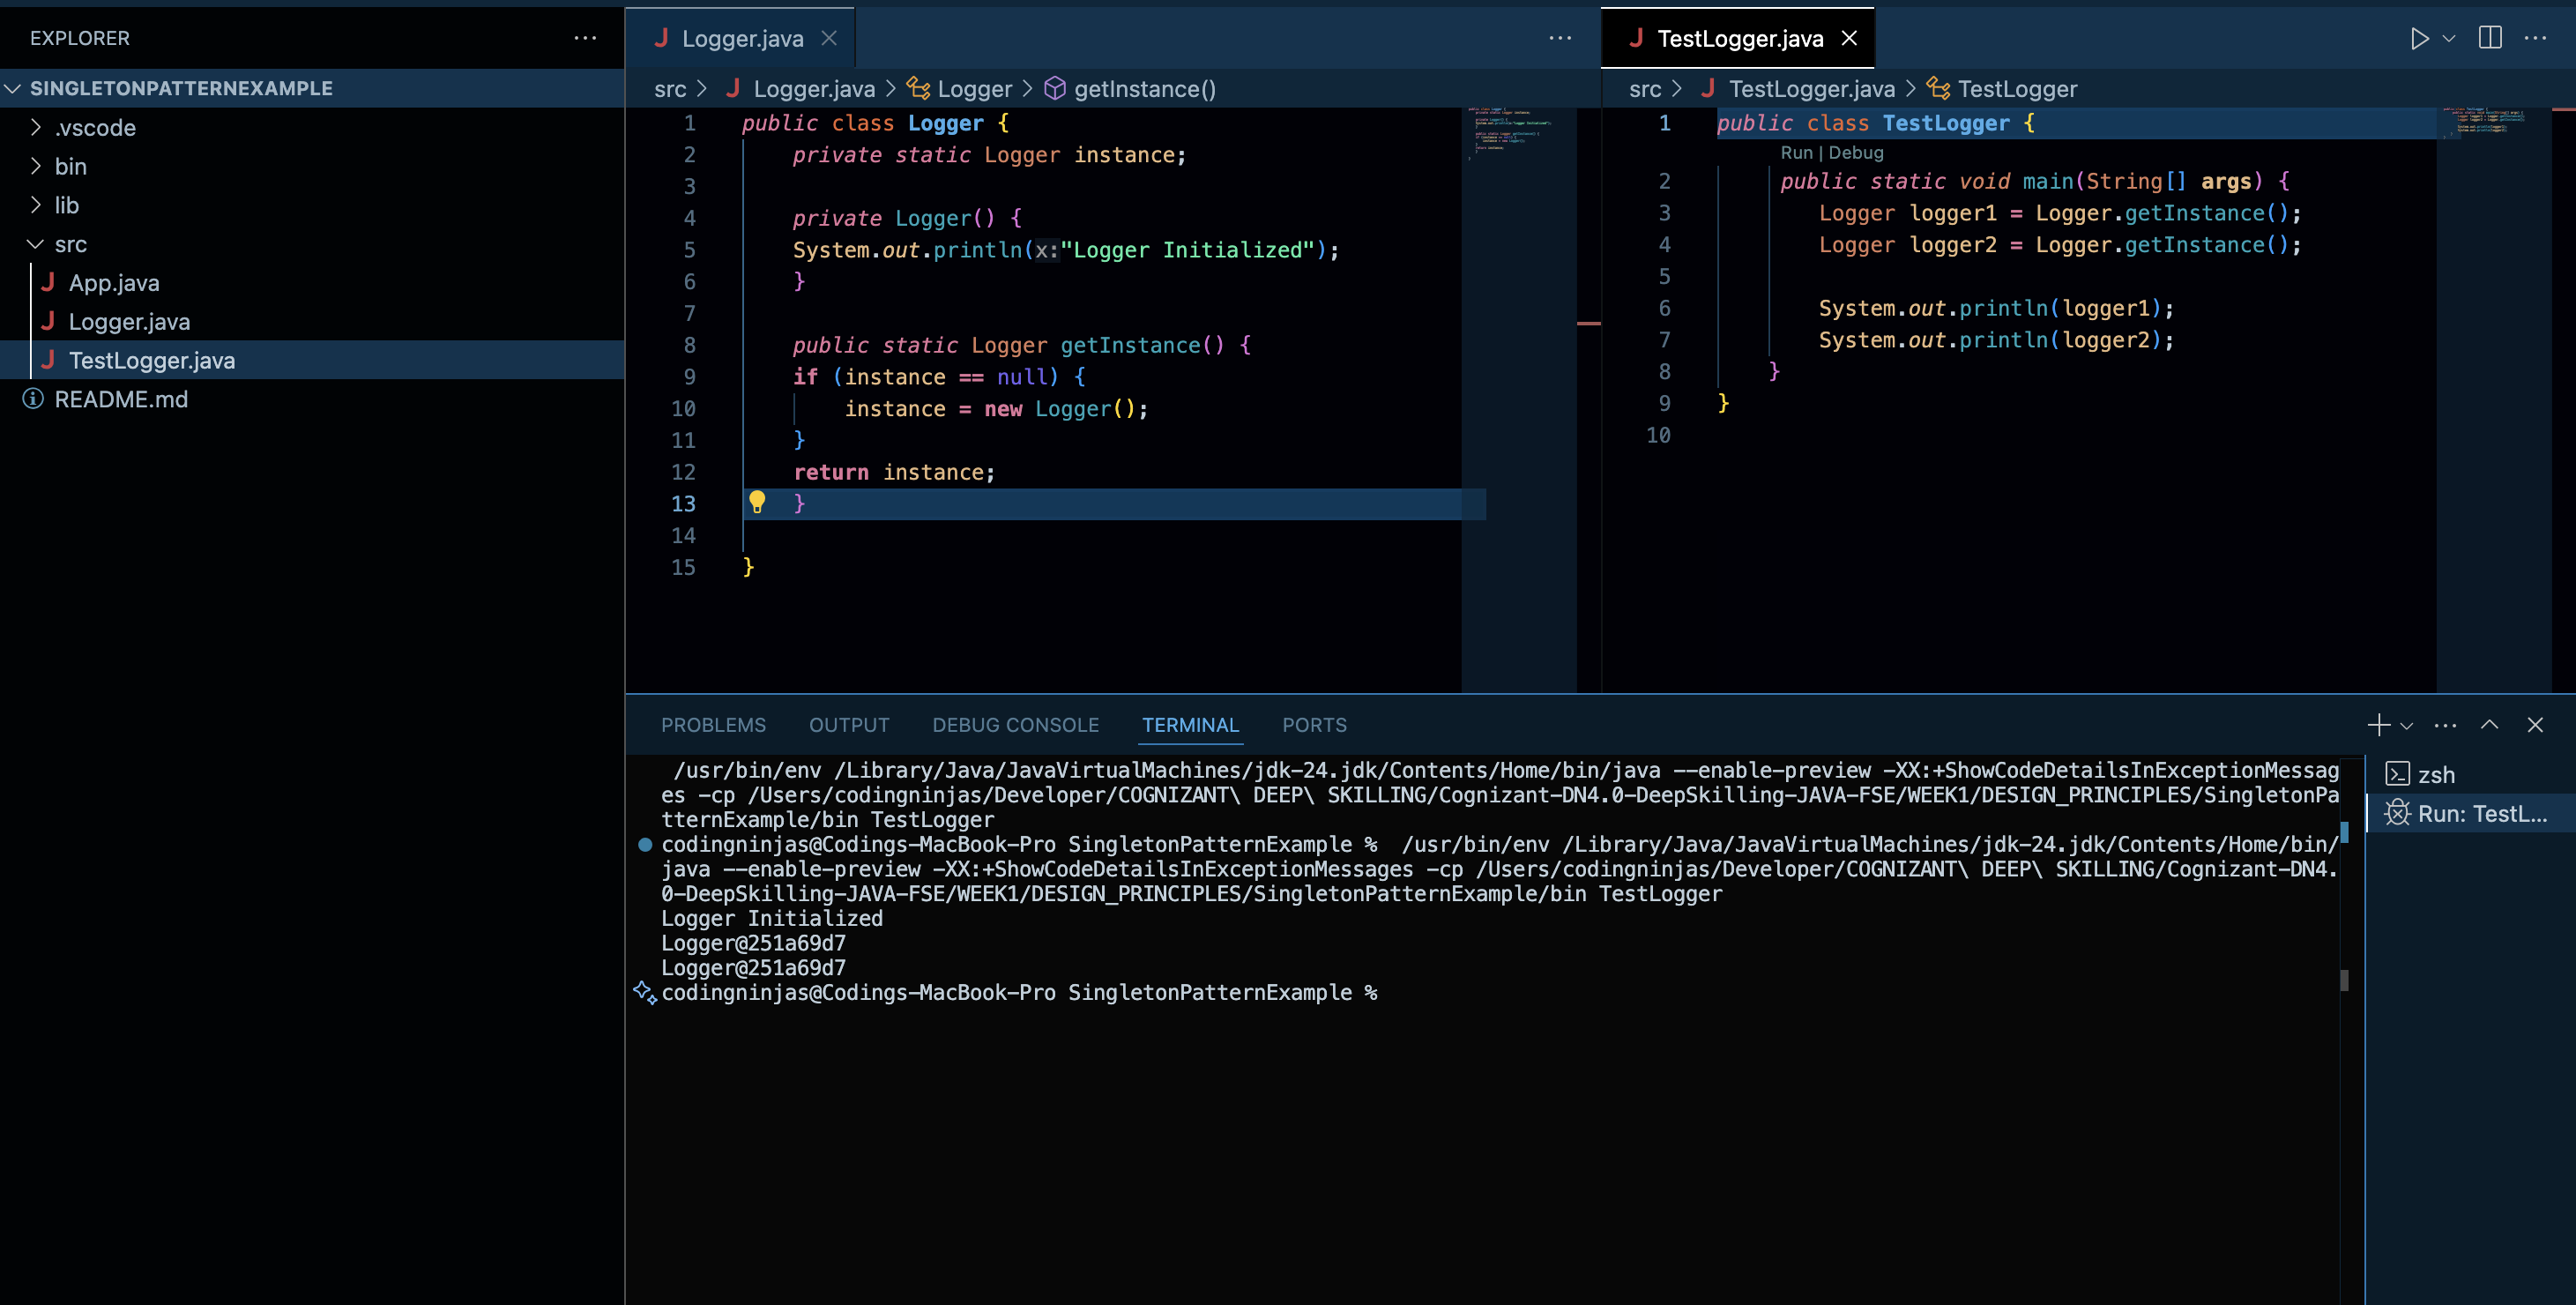 EXPLORER
SINGLETONPATTERNEXAMPLE
.vscode
bin
lib
src
J App.java
J Logger.java
J TestLogger.java
README.md
J Logger.java
src > J Logger.java > Logger > getInstance()
1 public class Logger {
2 private static Logger instance;
3
4 private Logger() {
5 System.out.println(x:"Logger Initialized");
6 }
7
8 public static Logger getInstance() {
9 if (instance == null) {
10 instance = new Logger();
11 }
12 return instance;
13 }
14
15 }
J TestLogger.java
src > J TestLogger.java > TestLogger
1 public class TestLogger {
Run | Debug
2 public static void main(String[] args) {
3 Logger logger1 = Logger.getInstance();
4 Logger logger2 = Logger.getInstance();
5
6 System.out.println(logger1);
7 System.out.println(logger2);
8 }
9 }
10
PROBLEMS OUTPUT DEBUG CONSOLE TERMINAL PORTS
/usr/bin/env /Library/Java/JavaVirtualMachines/jdk-24.jdk/Contents/Home/bin/java --enable-preview -XX:+ShowCodeDetailsInExceptionMessag
es -cp /Users/codingninjas/Developer/COGNIZANT\ DEEP\ SKILLING/Cognizant-DN4.0-DeepSkilling-JAVA-FSE/WEEK1/DESIGN_PRINCIPLES/SingletonPa
tternExample/bin TestLogger
codingninjas@Codings-MacBook-Pro SingletonPatternExample % /usr/bin/env /Library/Java/JavaVirtualMachines/jdk-24.jdk/Contents/Home/bin/
java --enable-preview -XX:+ShowCodeDetailsInExceptionMessages -cp /Users/codingninjas/Developer/COGNIZANT\ DEEP\ SKILLING/Cognizant-DN4.
0-DeepSkilling-JAVA-FSE/WEEK1/DESIGN_PRINCIPLES/SingletonPatternExample/bin TestLogger
Logger Initialized
Logger@251a69d7
Logger@251a69d7
codingninjas@Codings-MacBook-Pro SingletonPatternExample %
zsh
Run: TestL...